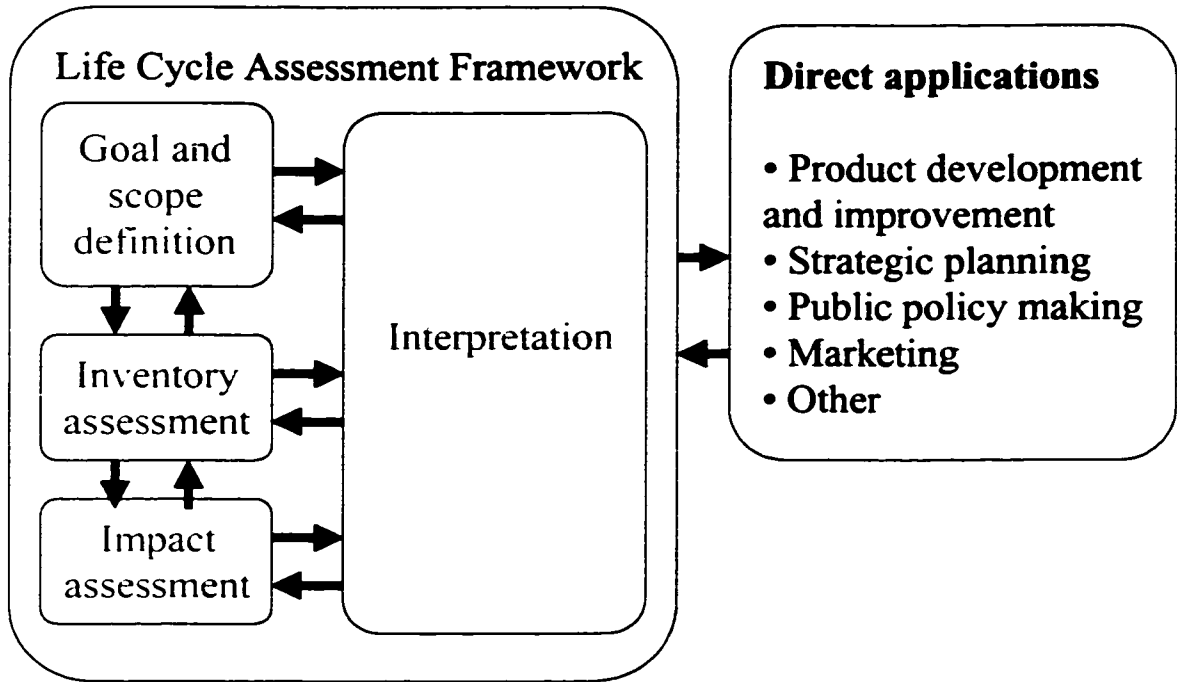 Life Cycle Assessment Framework
Goal and
scope
definition
Inventory
assessment
Impact
assessment
Interpretation
Direct applications
• Product development
and improvement
• Strategic planning
• Public policy making
• Marketing
• Other